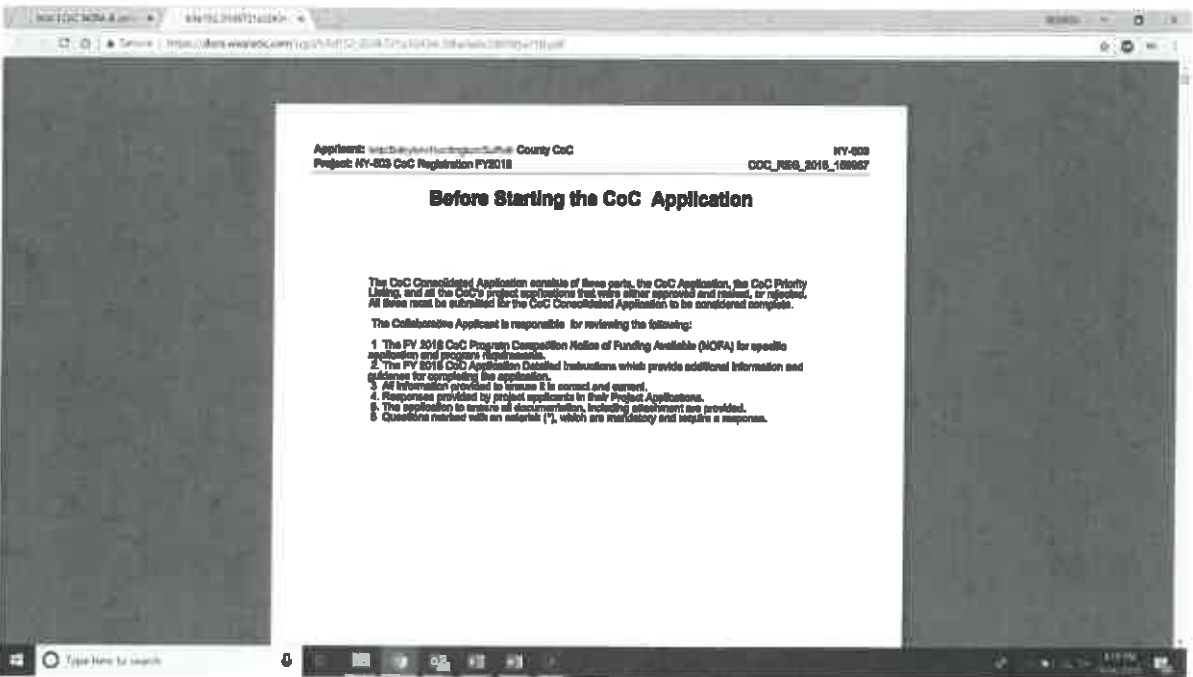 Secure
Applicant: County CoC
NY-603
Project: NY-603 CoC Registration FY2018
COC_REG_2018_159957
Before Starting the CoC Application
The CoC Consolidated Application consists of three parts, the CoC Application, the CoC Priority
Listing, and all the CoC's project applications that were either approved and ranked, or rejected.
All three must be submitted for the CoC Consolidated Application to be considered complete.
The Collaborative Applicant is responsible for reviewing the following:
1 The FY 2018 CoC Program Competition Notice of Funding Available (NOFA) for specific
application and program requirements.
2. The FY 2018 CoC Application Detailed Instructions which provide additional information and
guidance for completing the application.
3 All information provided to ensure it is correct and current.
4. Responses provided by project applicants in their Project Applications.
5. The application to ensure all documentation, including attachment are provided.
6 Questions marked with an asterisk (*), which are mandatory and require a response.
Type here to search